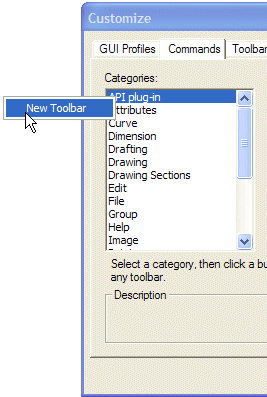 Customize
GUI Profiles Commands Toolbar
Categories:
API plug-in
New Toolbar
Attributes
Curve
Dimension
Drafting
Drawing
Drawing Sections
Edit
File
Group
Help
Image
Select a category, then click a bu
any toolbar.
Description